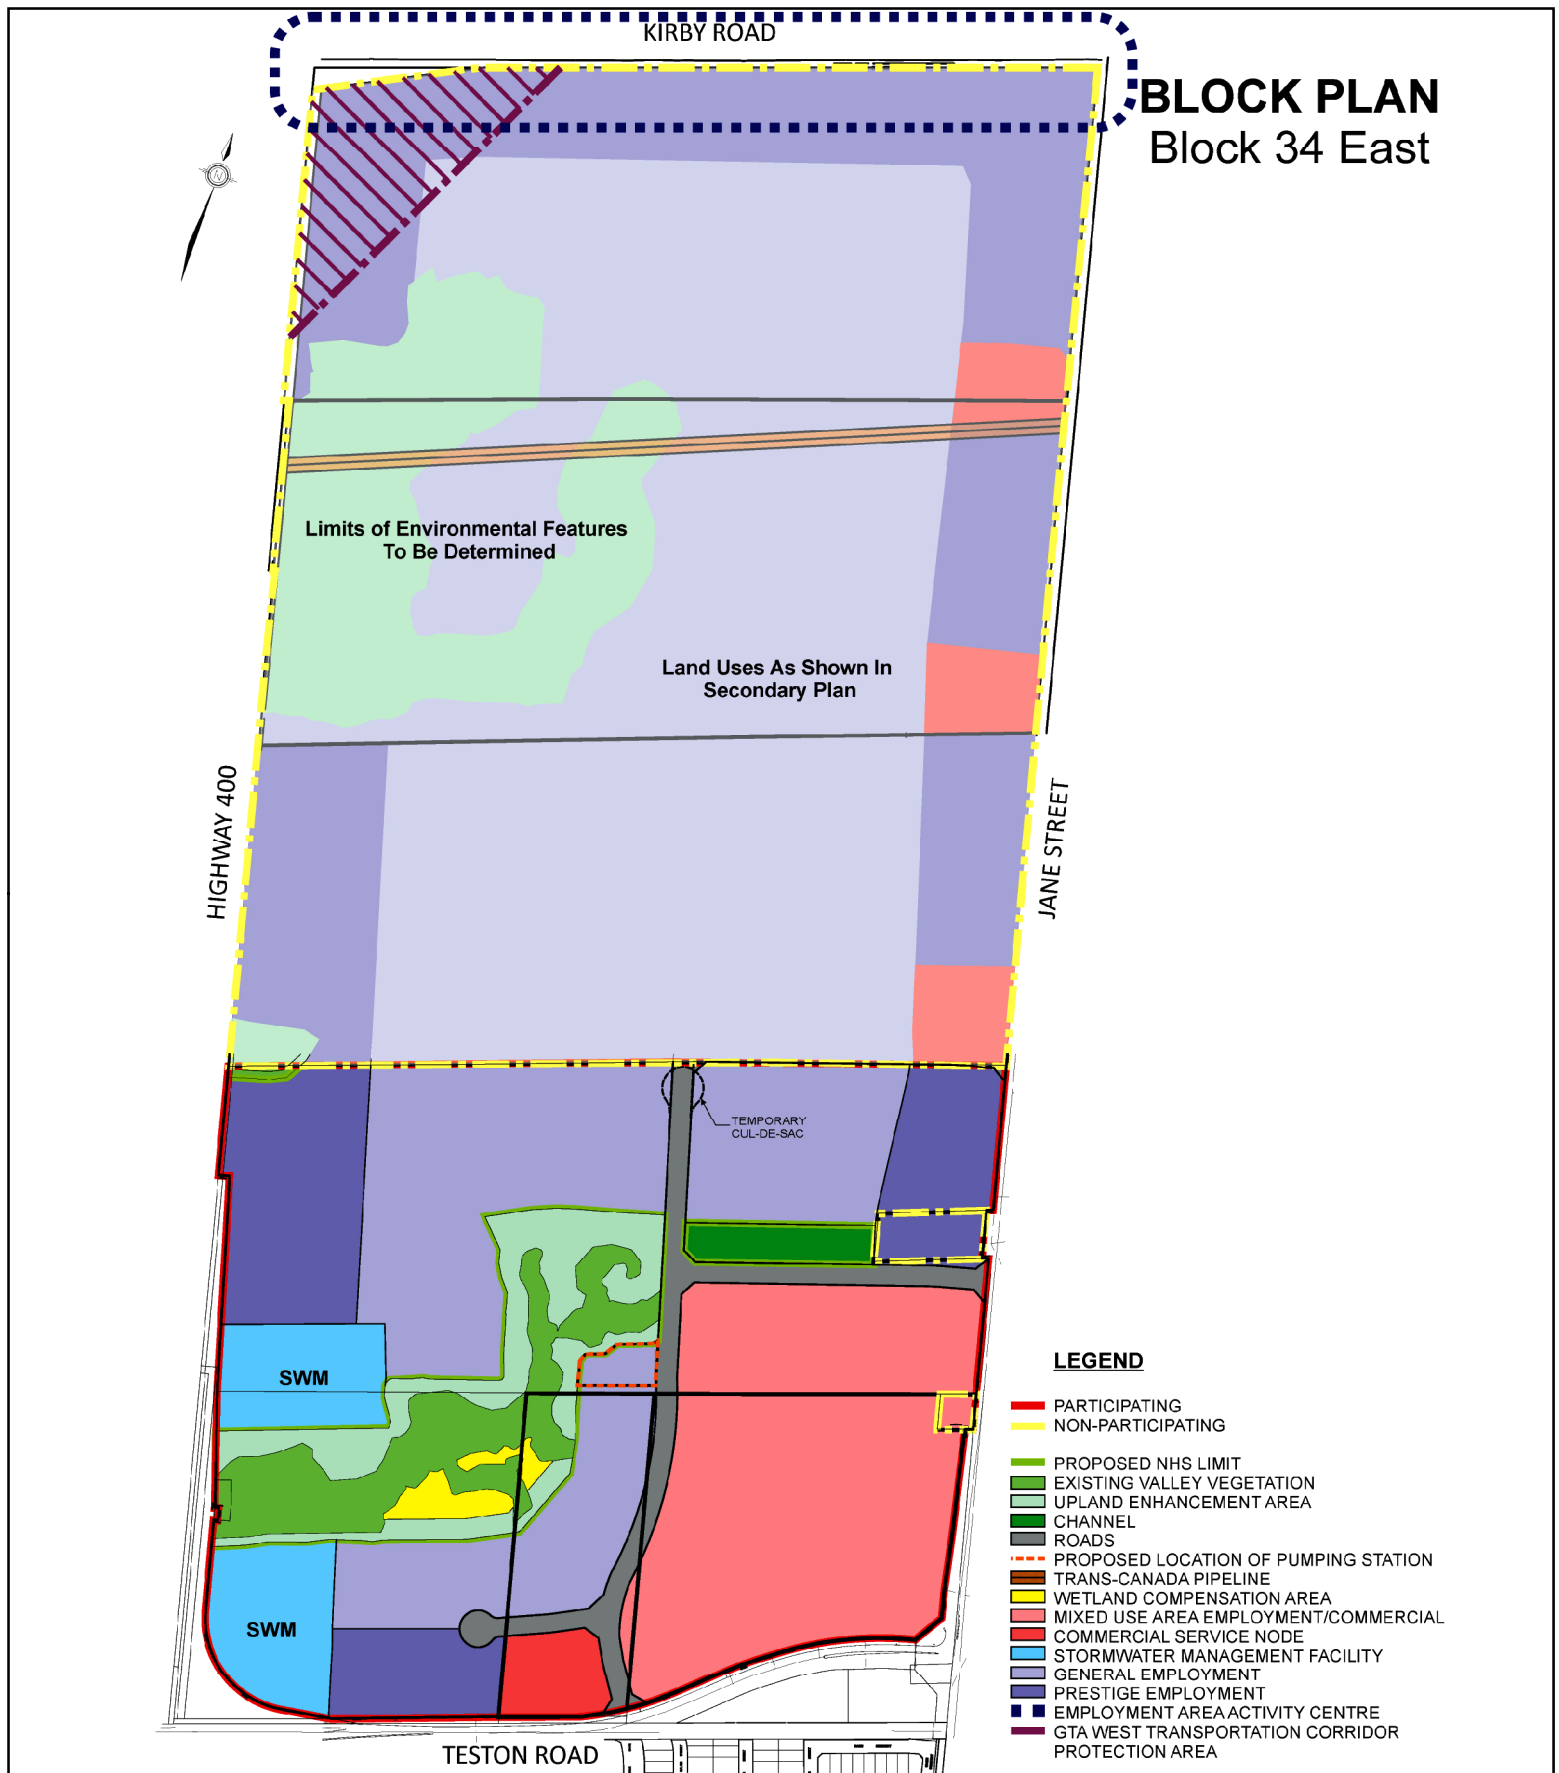 KIRBY ROAD
BLOCK PLAN
Block 34 East
N
Limits of Environmental Features
To Be Determined
Land Uses As Shown In
Secondary Plan
HIGHWAY 400
JANE STREET
TEMPORARY
CUL-DE-SAC
SWM
SWM
TESTON ROAD
LEGEND
PARTICIPATING
NON-PARTICIPATING
PROPOSED NHS LIMIT
EXISTING VALLEY VEGETATION
UPLAND ENHANCEMENT AREA
CHANNEL
ROADS
PROPOSED LOCATION OF PUMPING STATION
TRANS-CANADA PIPELINE
WETLAND COMPENSATION AREA
MIXED USE AREA EMPLOYMENT/COMMERCIAL
COMMERCIAL SERVICE NODE
STORMWATER MANAGEMENT FACILITY
GENERAL EMPLOYMENT
PRESTIGE EMPLOYMENT
EMPLOYMENT AREA ACTIVITY CENTRE
GTA WEST TRANSPORTATION CORRIDOR
PROTECTION AREA